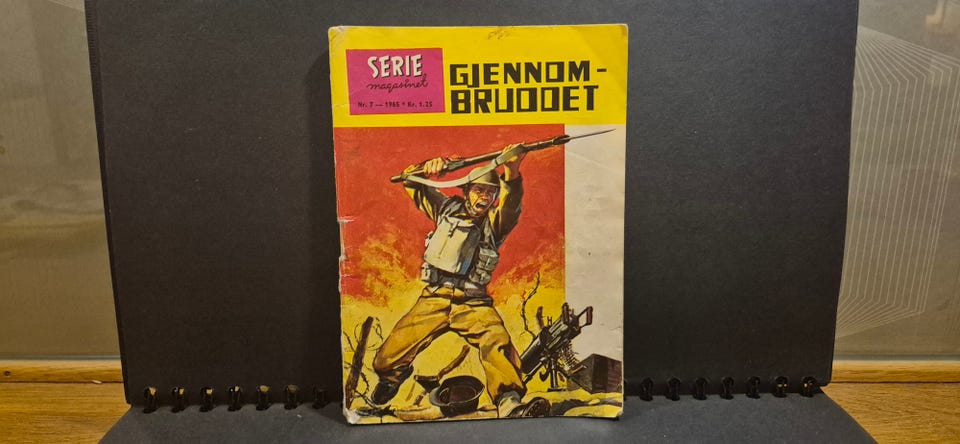 SERIE
magasinet
Nr. 7 — 1965 * Kr. 1.25
GJENNOM-
BRUDDET